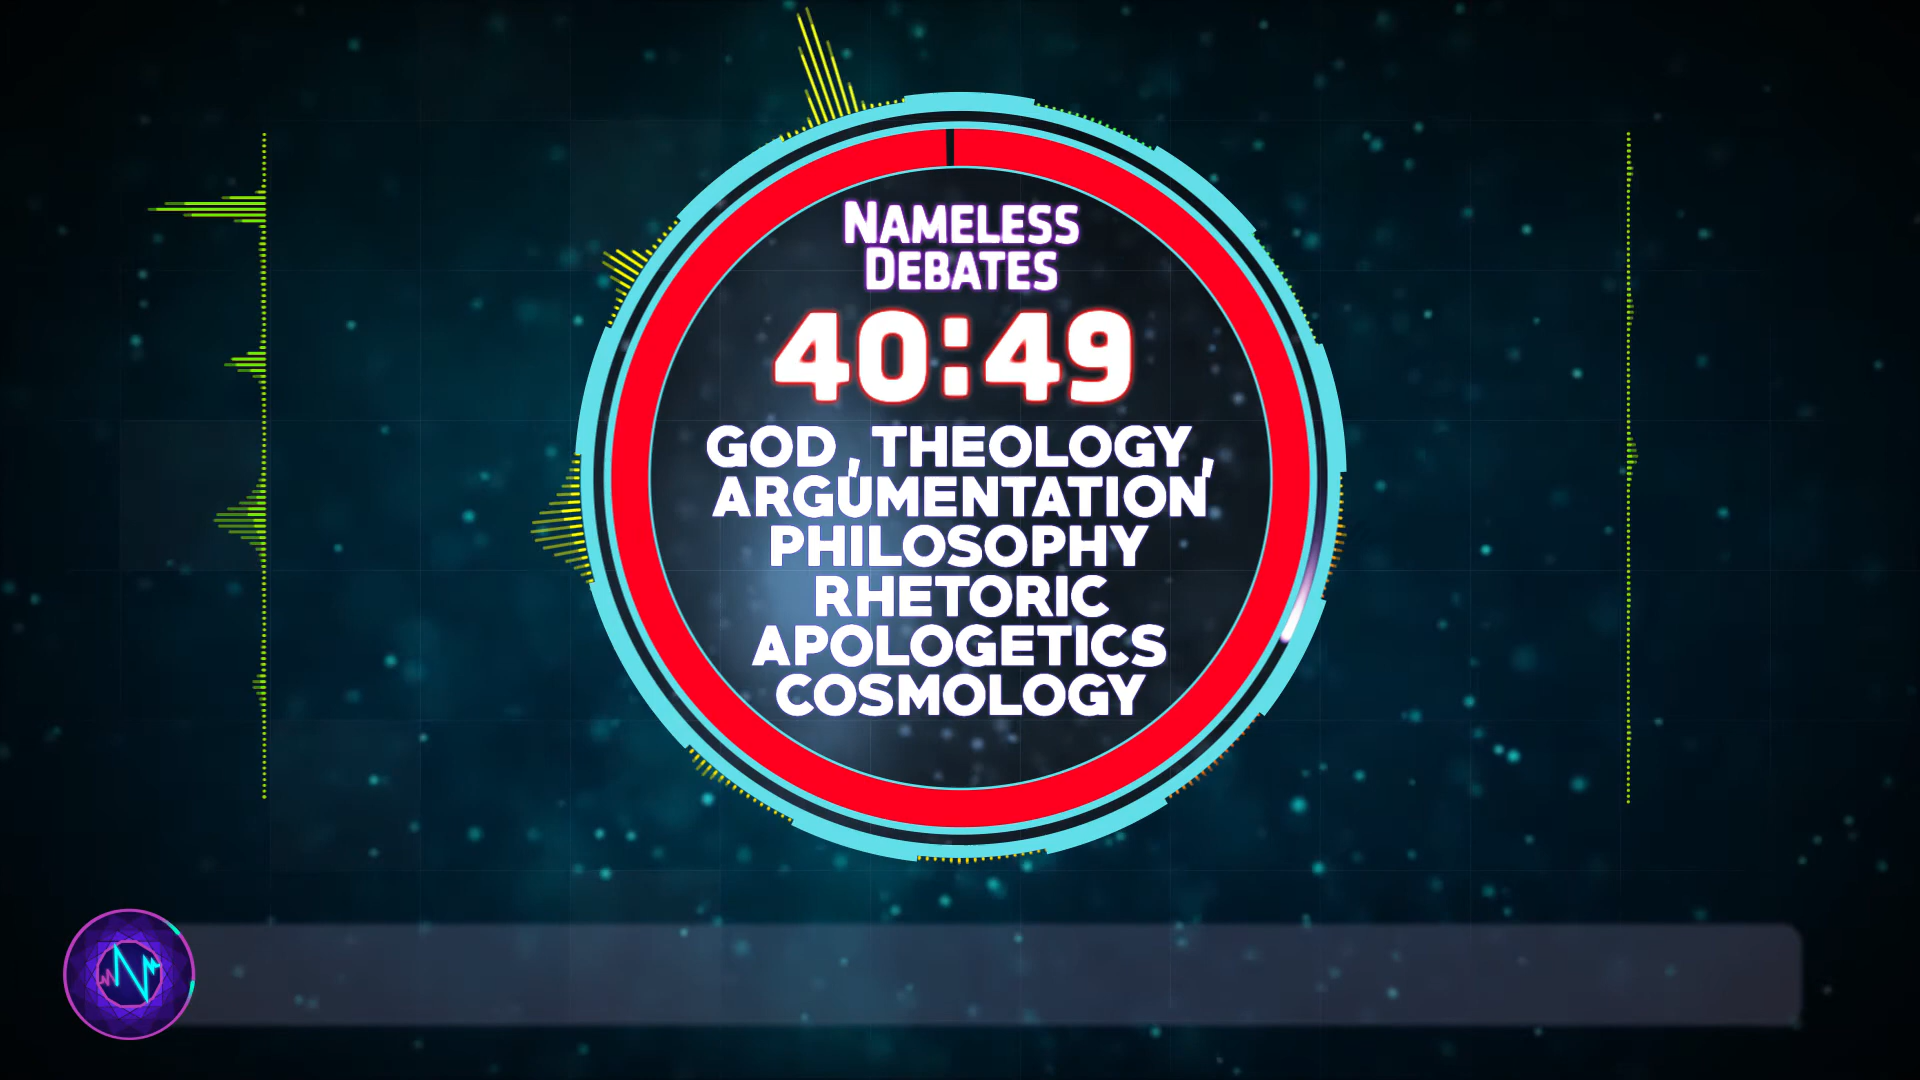 NAMELESS
DEBATES
40:49
GOD, THEOLOGY,
ARGUMENTATION
PHILOSOPHY
RHETORIC
APOLOGETICS
COSMOLOGY